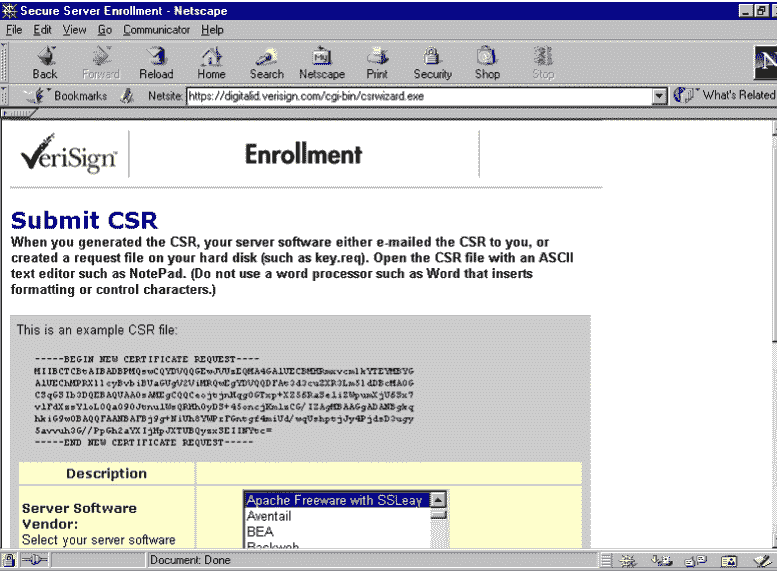 Secure Server Enrollment - Netscape
File Edit View Go Communicator Help
Back Forward Reload Home Search Netscape Print Security Shop Stop
Bookmarks Netsite: https://digitalid.verisign.com/cgi-bin/csrwizard.exe What's Related
VeriSign Enrollment
Submit CSR
When you generated the CSR, your server software either e-mailed the CSR to you, or
created a request file on your hard disk (such as key.req). Open the CSR file with an ASCII
text editor such as NotePad. (Do not use a word processor such as Word that inserts
formatting or control characters.)
This is an example CSR file:
-----BEGIN NEW CERTIFICATE REQUEST----
-----END NEW CERTIFICATE REQUEST-----
Description
Server Software
Vendor:
Select your server software
Apache Freeware with SSLeay
Aventail
BEA
Backweb
Document: Done